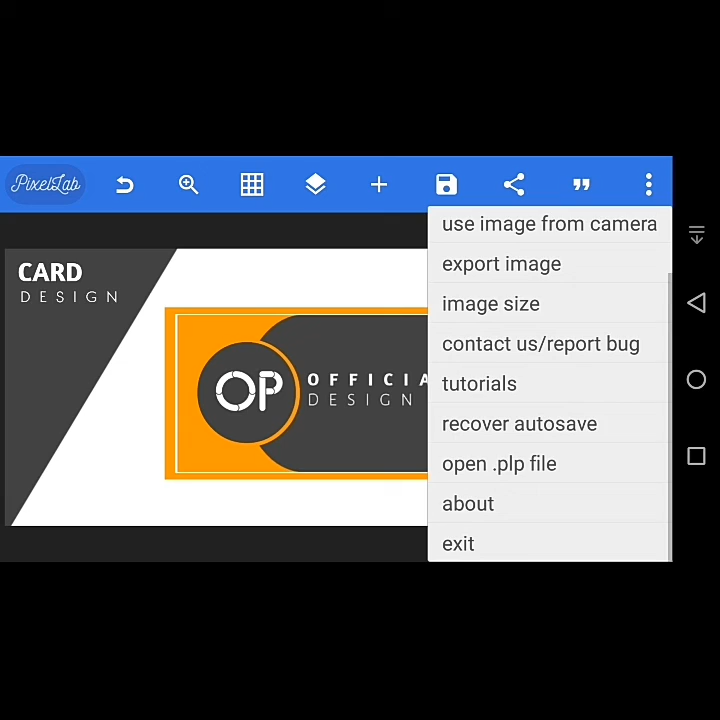 PixelLab
use image from camera
export image
image size
contact us/report bug
tutorials
recover autosave
open .plp file
about
exit
CARD
DESIGN
OP
OFFICIA
DESIGN